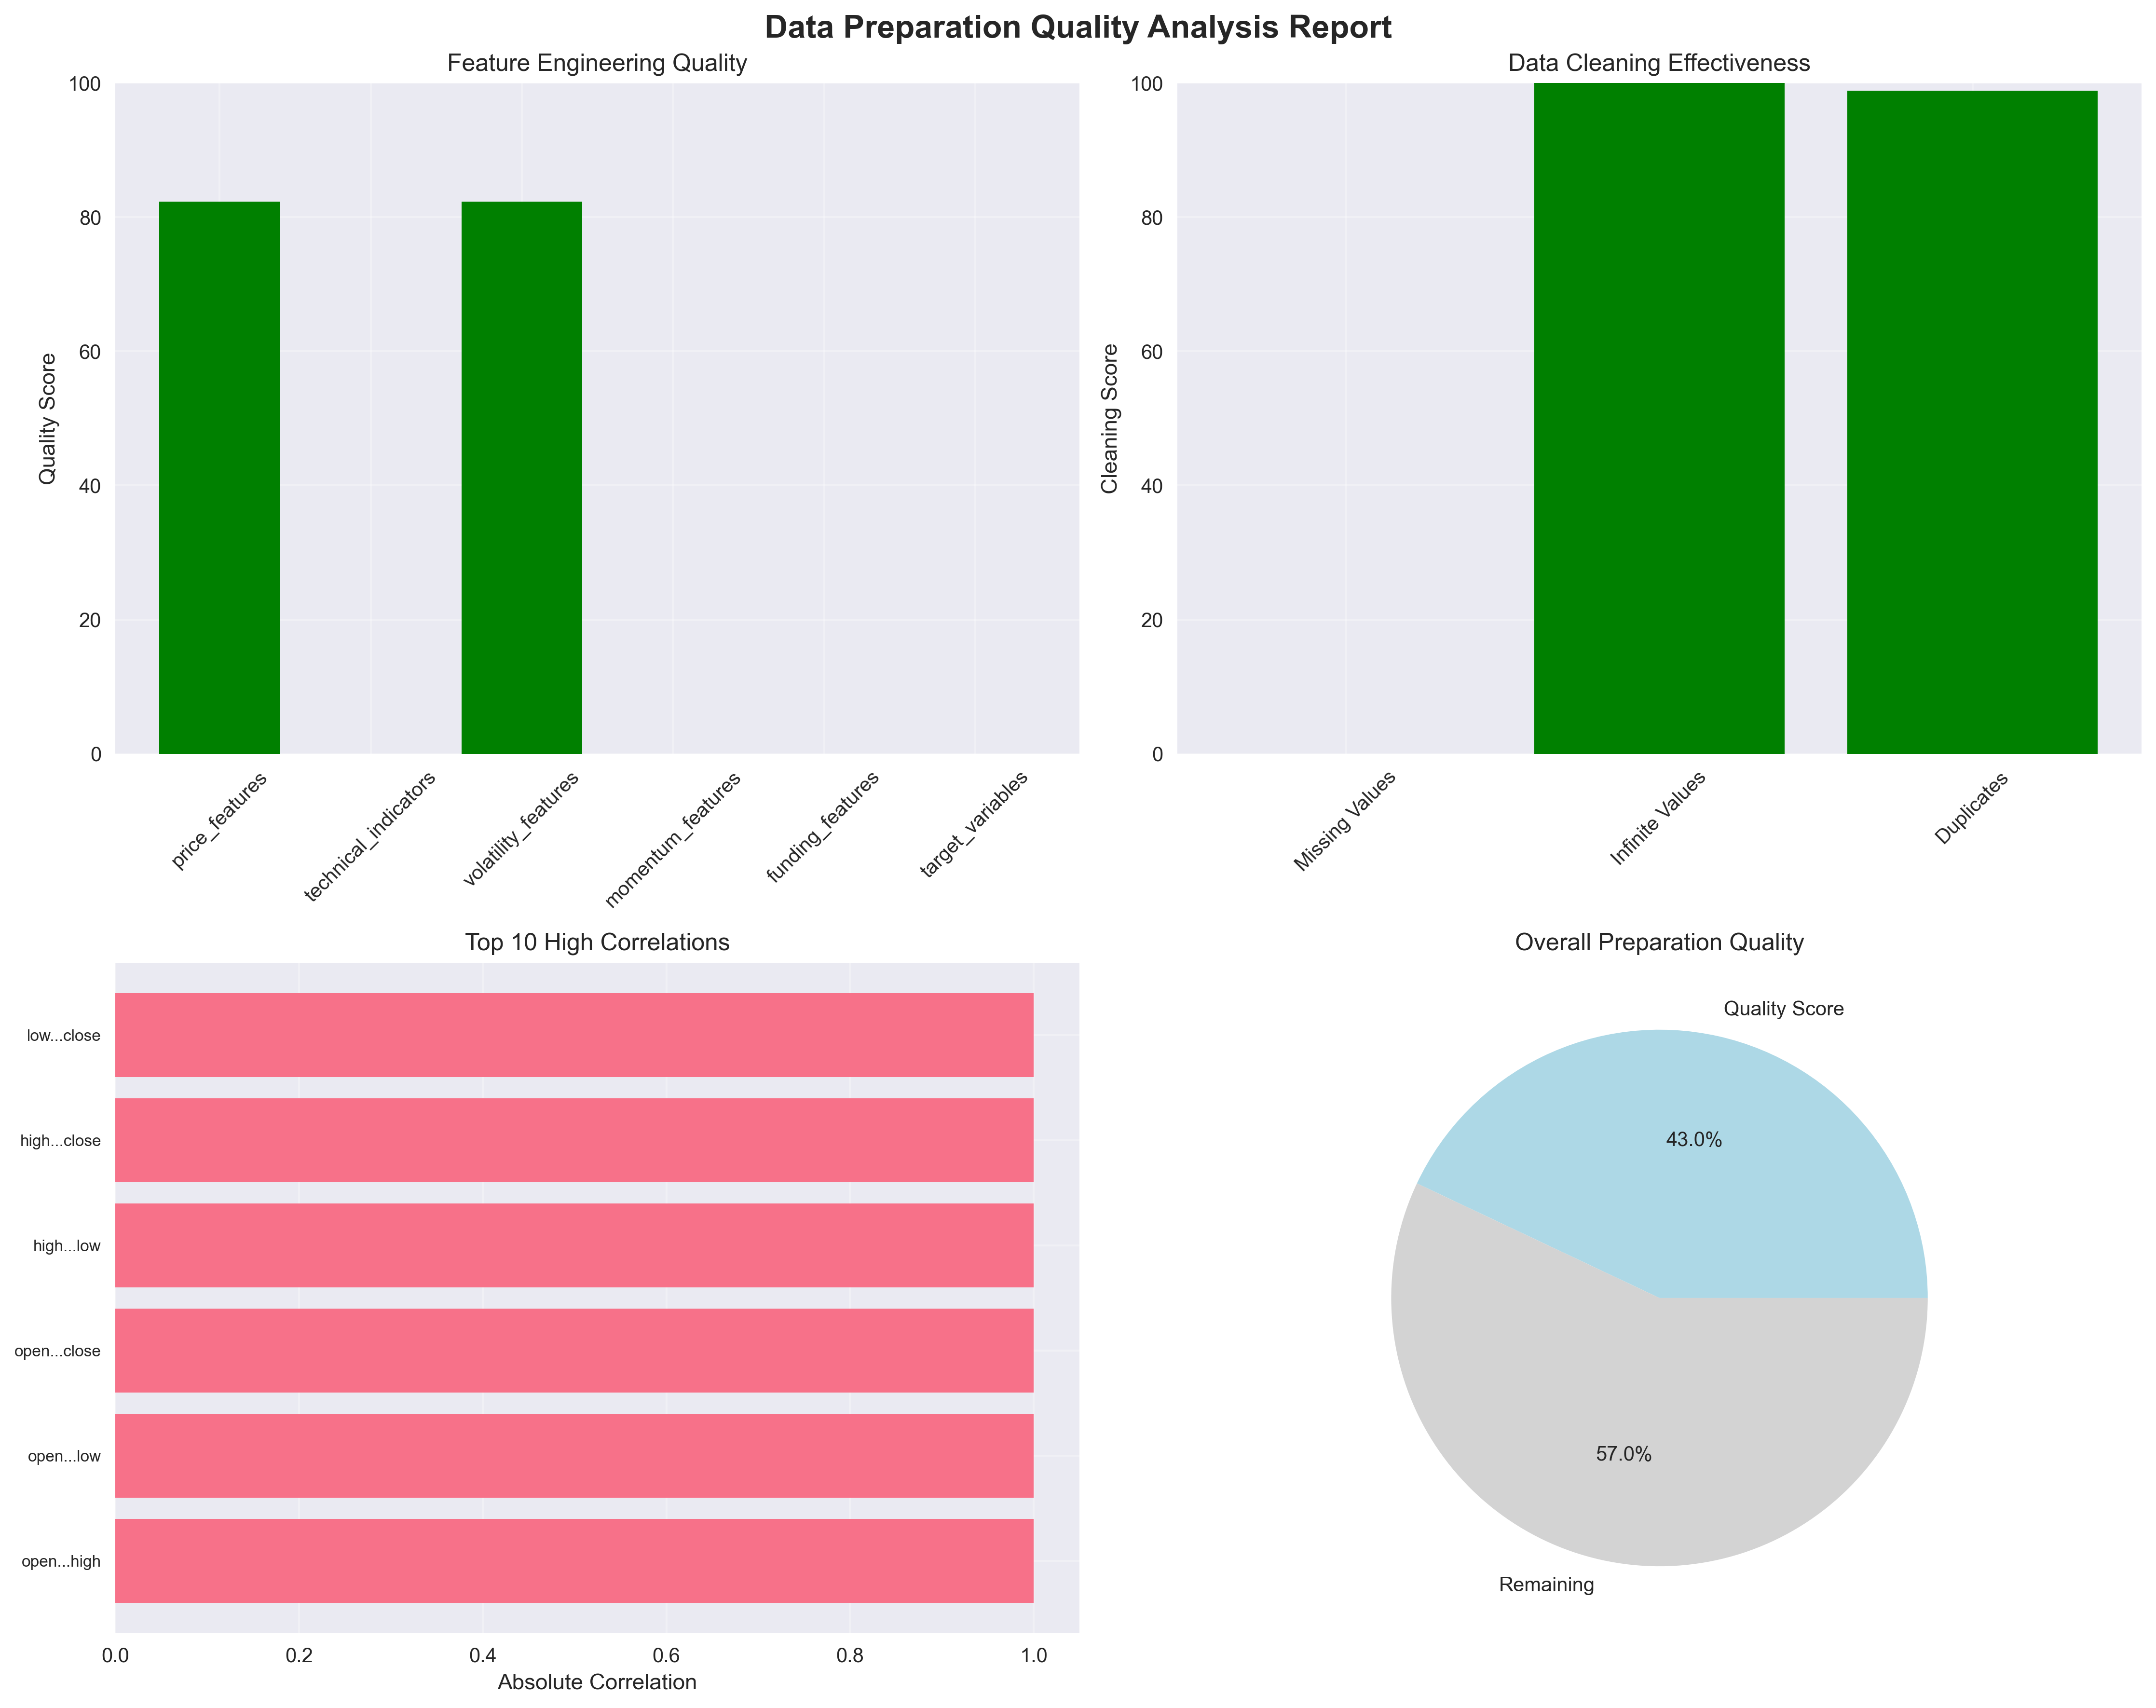 Data Preparation Quality Analysis Report
Feature Engineering Quality
Quality Score
100
80
60
40
20
0
price_features
technical_indicators
volatility_features
momentum_features
funding_features
target_variables
Data Cleaning Effectiveness
Cleaning Score
100
80
60
40
20
0
Missing Values
Infinite Values
Duplicates
Top 10 High Correlations
low...close
high...close
high...low
open...close
open...low
open...high
0.0
0.2
0.4
0.6
0.8
1.0
Absolute Correlation
Overall Preparation Quality
Quality Score
43.0%
57.0%
Remaining